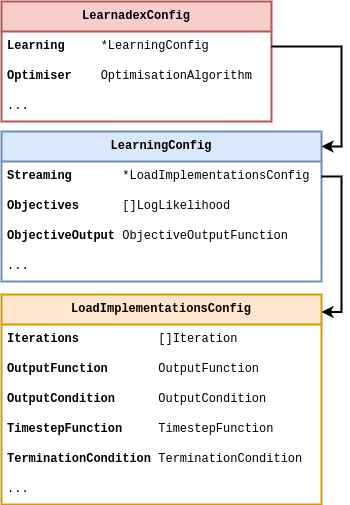 LearnadexConfig
Learning *LearningConfig
Optimiser OptimisationAlgorithm
...
LearningConfig
Streaming *LoadImplementationsConfig
Objectives []LogLikelihood
ObjectiveOutput ObjectiveOutputFunction
...
LoadImplementationsConfig
Iterations []Iteration
OutputFunction OutputFunction
OutputCondition OutputCondition
TimestepFunction TimestepFunction
TerminationCondition TerminationCondition
...